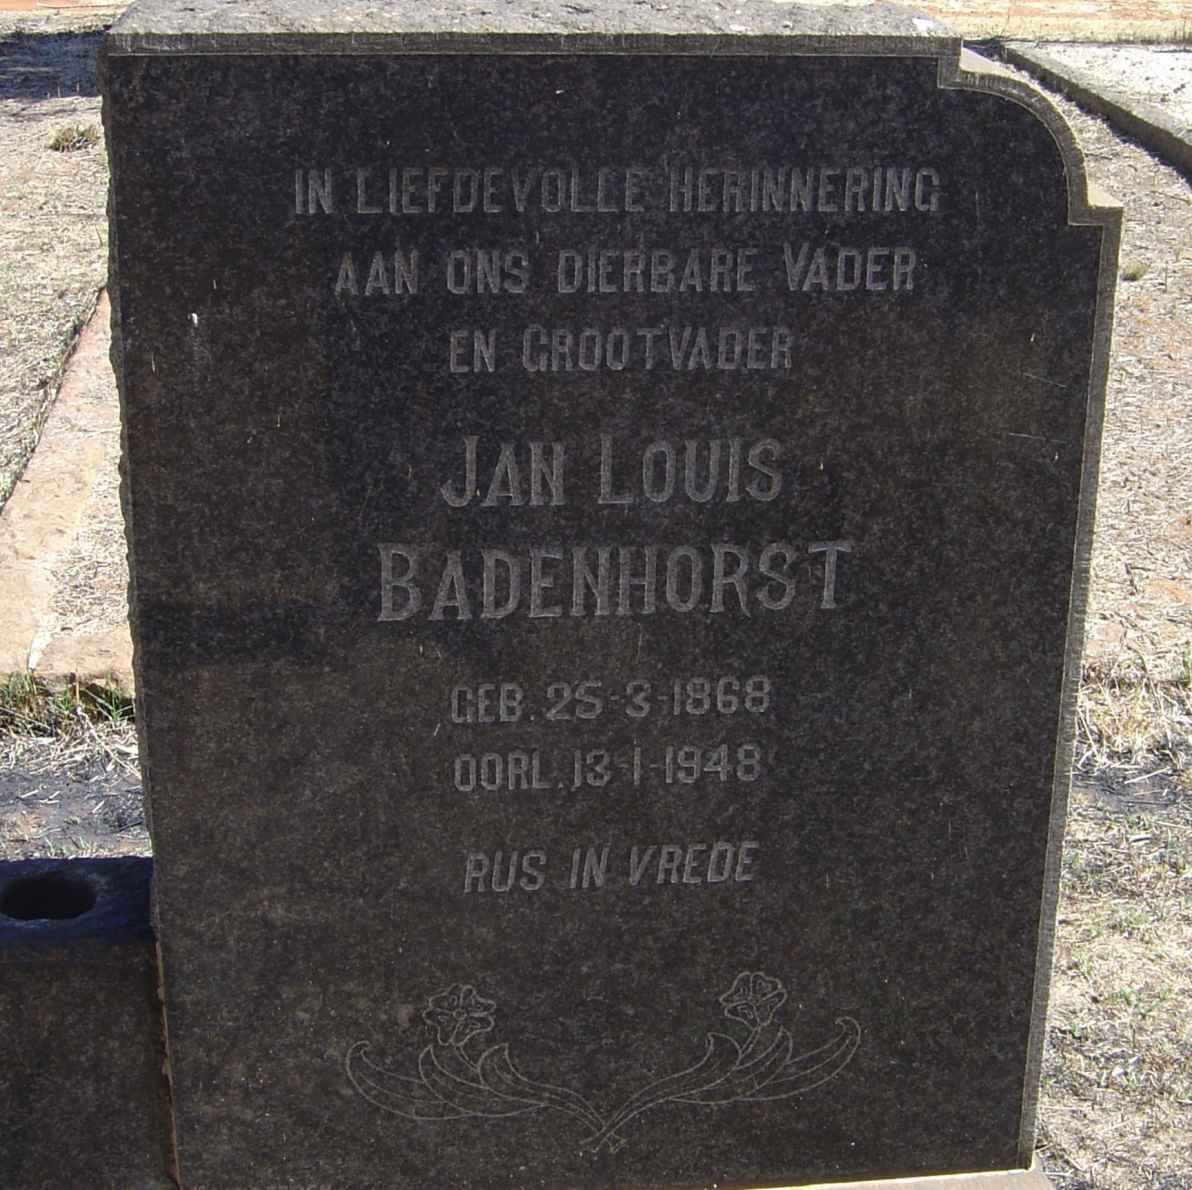 IN LIEFDEVOLLE HERINNERING
AAN ONS DIERBARE VADER
EN GROOTVADER
JAN LOUIS
BADENHORST
GEB. 25-3-1868
OORL. 13-1-1948
RUS IN VREDE